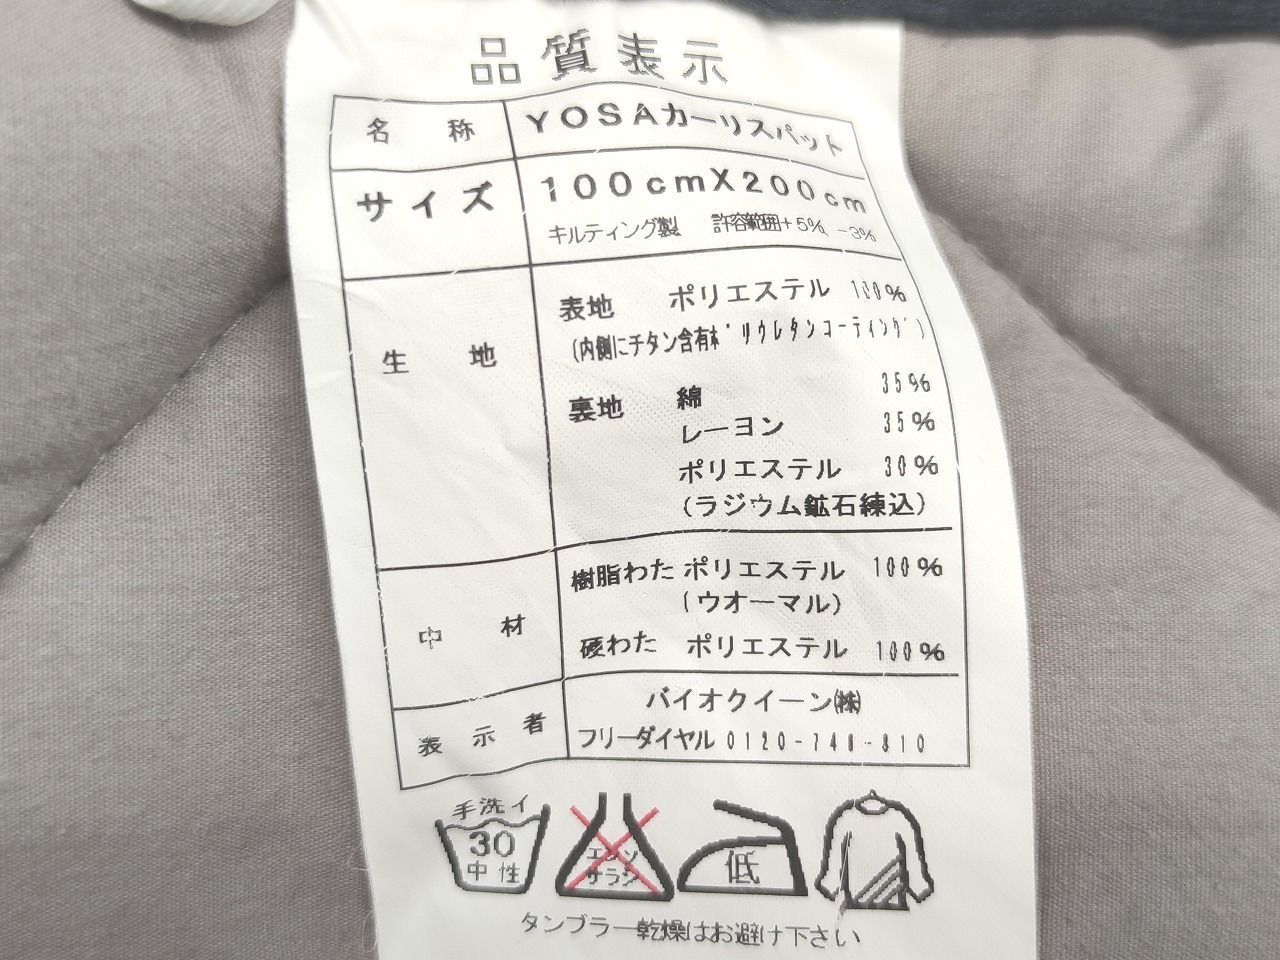 品質表示
名称 YOSAカーリスパット
サイズ 100cmX200cm
キルティング製 許容範囲+5%、-3%
生地 表地 ポリエステル 100%
(内側にチタン含有ﾎﾟﾘｳﾚﾀﾝｺｰﾃｨﾝｸﾞ)
裏地 綿 35%
レーヨン 35%
ポリエステル 30%
(ラジウム鉱石練込)
中材 樹脂わた ポリエステル 100%
(ウオーマル)
硬わた ポリエステル 100%
表示者 バイオクイーン㈱
フリーダイヤル
手洗イ
30
中性
エンソ
サラシ
低
タンブラー乾燥はお避け下さい